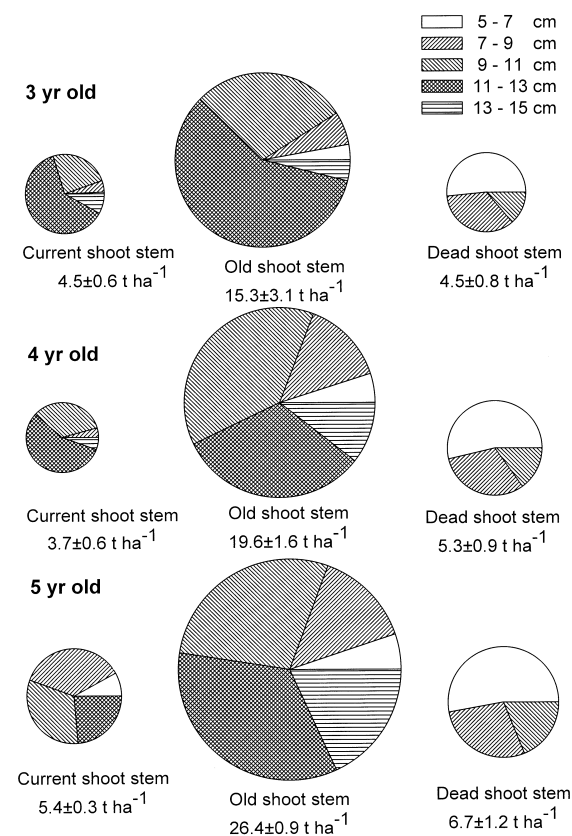 5 - 7 cm
7 - 9 cm
9 - 11 cm
11 - 13 cm
13 - 15 cm
3 yr old
Current shoot stem
4.5±0.6 t ha-1
Old shoot stem
15.3±3.1 t ha-1
Dead shoot stem
4.5±0.8 t ha-1
4 yr old
Current shoot stem
3.7±0.6 t ha-1
Old shoot stem
19.6±1.6 t ha-1
Dead shoot stem
5.3±0.9 t ha-1
5 yr old
Current shoot stem
5.4±0.3 t ha-1
Old shoot stem
26.4±0.9 t ha-1
Dead shoot stem
6.7±1.2 t ha-1